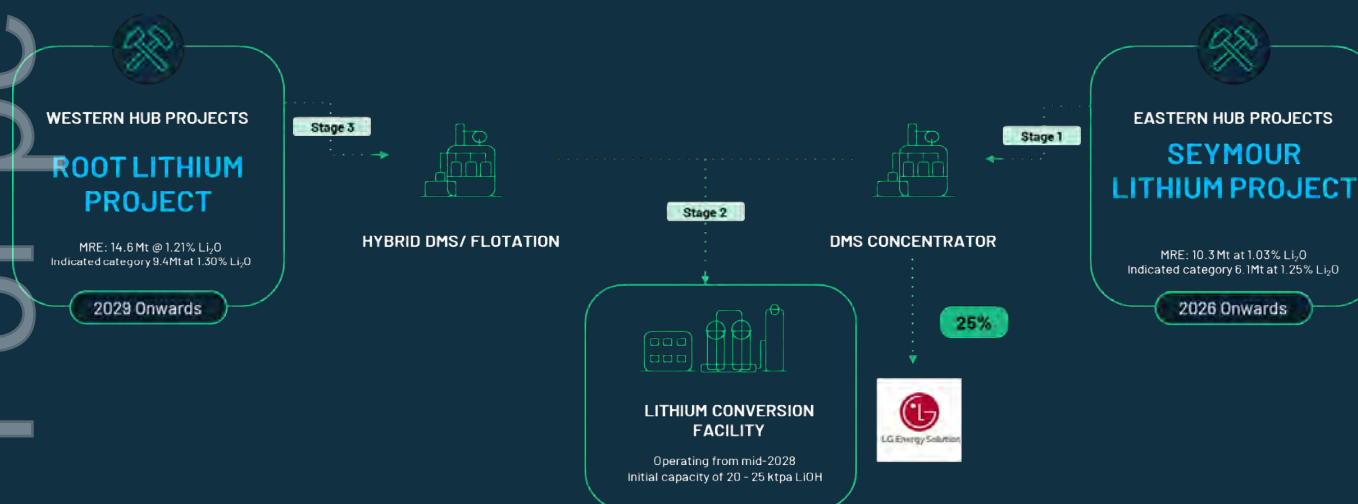 WESTERN HUB PROJECTS
ROOT LITHIUM
PROJECT
MRE: 14.6 Mt @ 1.21% Li₂O
Indicated category 9.4Mt at 1.30% Li₂O
2029 Onwards
Stage 3
HYBRID DMS/ FLOTATION
Stage 2
LITHIUM CONVERSION
FACILITY
Operating from mid-2028
Initial capacity of 20 - 25 ktpa LiOH
DMS CONCENTRATOR
25%
LG Energy Solution
Stage 1
EASTERN HUB PROJECTS
SEYMOUR
LITHIUM PROJECT
MRE: 10.3 Mt at 1.03% Li₂O
Indicated category 6.1Mt at 1.25% Li₂O
2026 Onwards